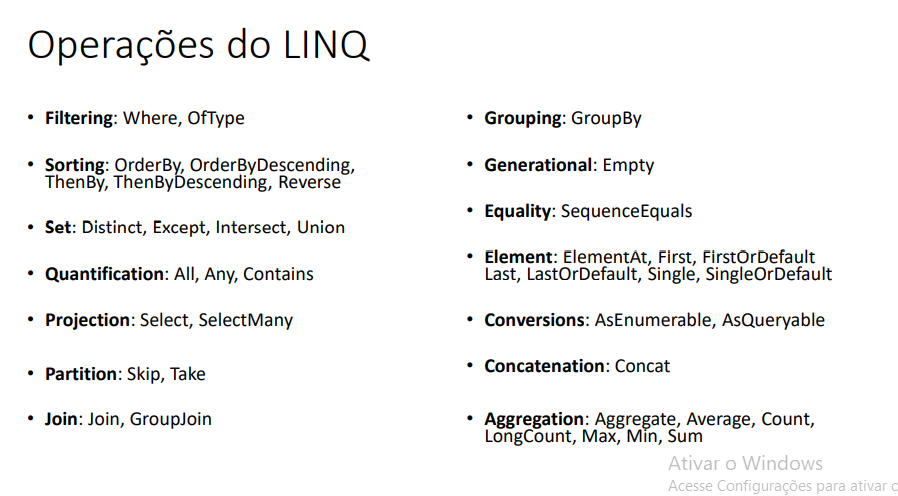 Operações do LINQ
• Filtering: Where, OfType
• Sorting: OrderBy, OrderByDescending,
ThenBy, ThenByDescending, Reverse
• Set: Distinct, Except, Intersect, Union
• Quantification: All, Any, Contains
• Projection: Select, SelectMany
• Partition: Skip, Take
• Join: Join, GroupJoin
• Grouping: GroupBy
• Generational: Empty
• Equality: SequenceEquals
• Element: ElementAt, First, FirstOrDefault
Last, LastOrDefault, Single, SingleOrDefault
• Conversions: AsEnumerable, AsQueryable
• Concatenation: Concat
• Aggregation: Aggregate, Average, Count,
LongCount, Max, Min, Sum
Ativar o Windows
Acesse Configurações para ativar o